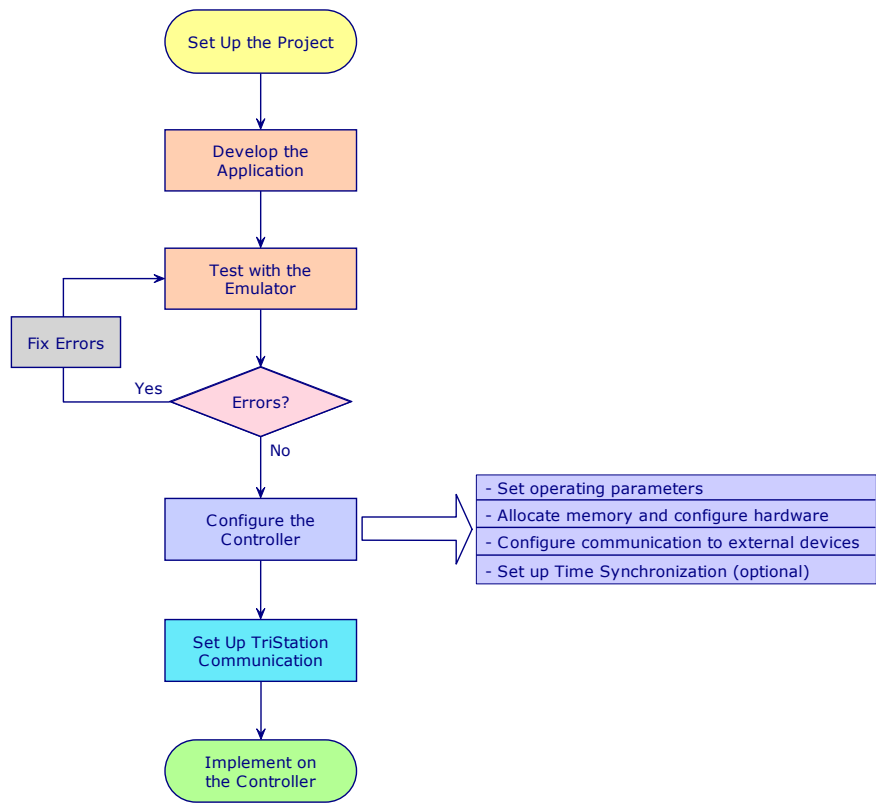 Set Up the Project
Develop the
Application
Test with the
Emulator
Fix Errors
Yes
Errors?
No
Configure the
Controller
- Set operating parameters
- Allocate memory and configure hardware
- Configure communication to external devices
- Set up Time Synchronization (optional)
Set Up TriStation
Communication
Implement on
the Controller